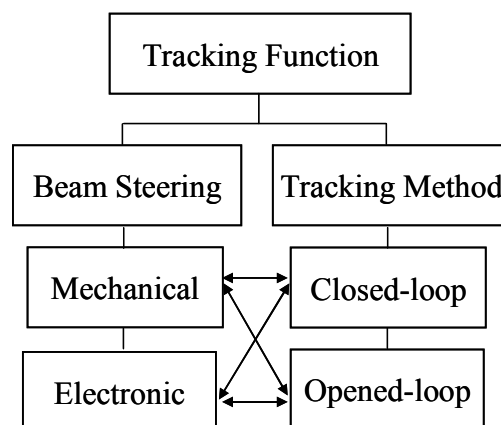 Tracking Function
Beam Steering
Tracking Method
Mechanical
Closed-loop
Electronic
Opened-loop